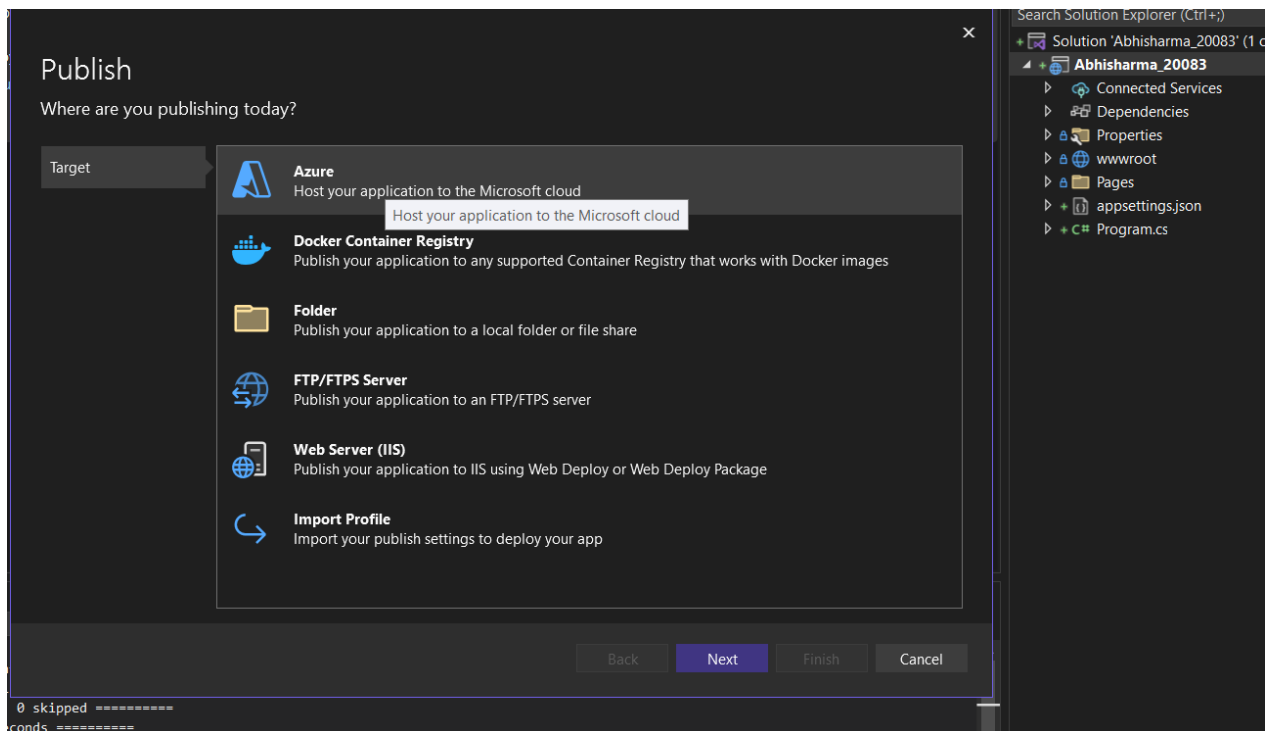 Search Solution Explorer (Ctrl+;)
Solution 'Abhisharma_20083' (1 c
Abhisharma_20083
Connected Services
Dependencies
Properties
wwwroot
Pages
appsettings.json
C# Program.cs
Publish
Where are you publishing today?
Target
Azure
Host your application to the Microsoft cloud
Host your application to the Microsoft cloud
Docker Container Registry
Publish your application to any supported Container Registry that works with Docker images
Folder
Publish your application to a local folder or file share
FTP/FTPS Server
Publish your application to an FTP/FTPS server
Web Server (IIS)
Publish your application to IIS using Web Deploy or Web Deploy Package
Import Profile
Import your publish settings to deploy your app
Back
Next
Finish
Cancel
0 skipped ==========
econds ==========